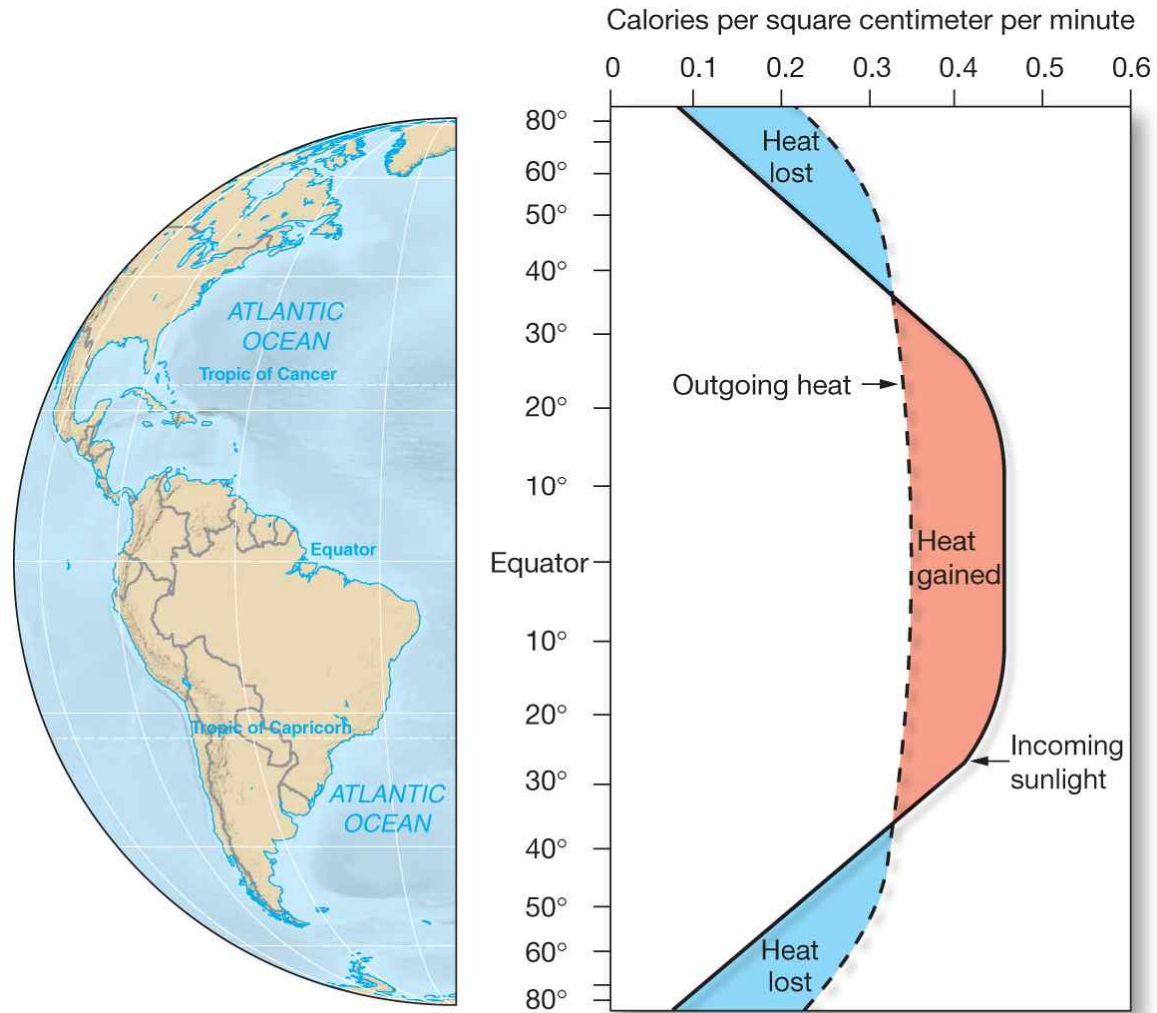 Calories per square centimeter per minute
0 0.1 0.2 0.3 0.4 0.5 0.6
80°
60°
50°
40°
30°
20°
10°
Equator
10°
20°
30°
40°
50°
60°
80°
Heat
lost
Outgoing heat
Heat
gained
Incoming
sunlight
Heat
lost
ATLANTIC
OCEAN
Tropic of Cancer
Equator
Tropic of Capricorn
ATLANTIC
OCEAN